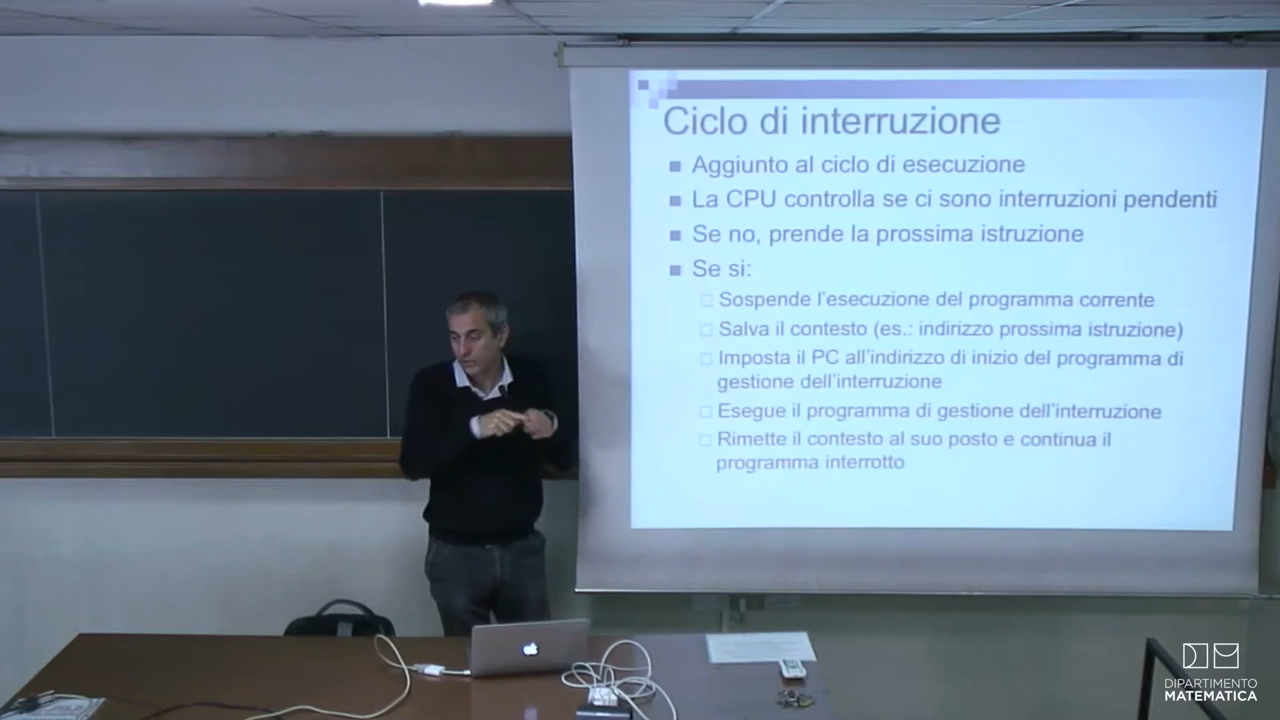 Ciclo di interruzione
Aggiunto al ciclo di esecuzione
La CPU controlla se ci sono interruzioni pendenti
Se no, prende la prossima istruzione
Se si:
Sospende l'esecuzione del programma corrente
Salva il contesto (es.: indirizzo prossima istruzione)
Imposta il PC all'indirizzo di inizio del programma di
gestione dell'interruzione
Esegue il programma di gestione dell'interruzione
Rimette il contesto al suo posto e continua il
programma interrotto
DIPARTIMENTO
MATEMATICA